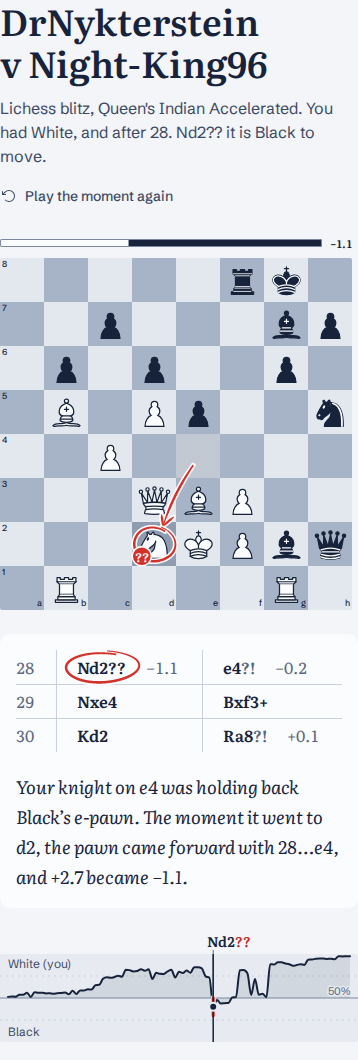 DrNykterstein
v Night-King96
Lichess blitz, Queen's Indian Accelerated. You
had White, and after 28. Nd2?? it is Black to
move.
Play the moment again
−1.1
8
7
6
5
4
3
2
??
1
a b c d e f g h
28 Nd2?? −1.1 e4?! −0.2
29 Nxe4 Bxf3+
30 Kd2 Ra8?! +0.1
Your knight on e4 was holding back
Black’s e-pawn. The moment it went to
d2, the pawn came forward with 28…e4,
and +2.7 became −1.1.
Nd2??
White (you)
50%
Black